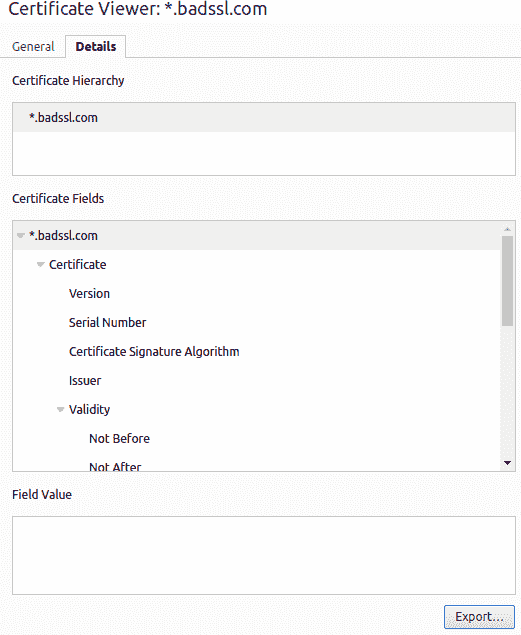 Certificate Viewer: *.badssl.com
General Details
Certificate Hierarchy
*.badssl.com
Certificate Fields
*.badssl.com
Certificate
Version
Serial Number
Certificate Signature Algorithm
Issuer
Validity
Not Before
Not After
Field Value
Export...